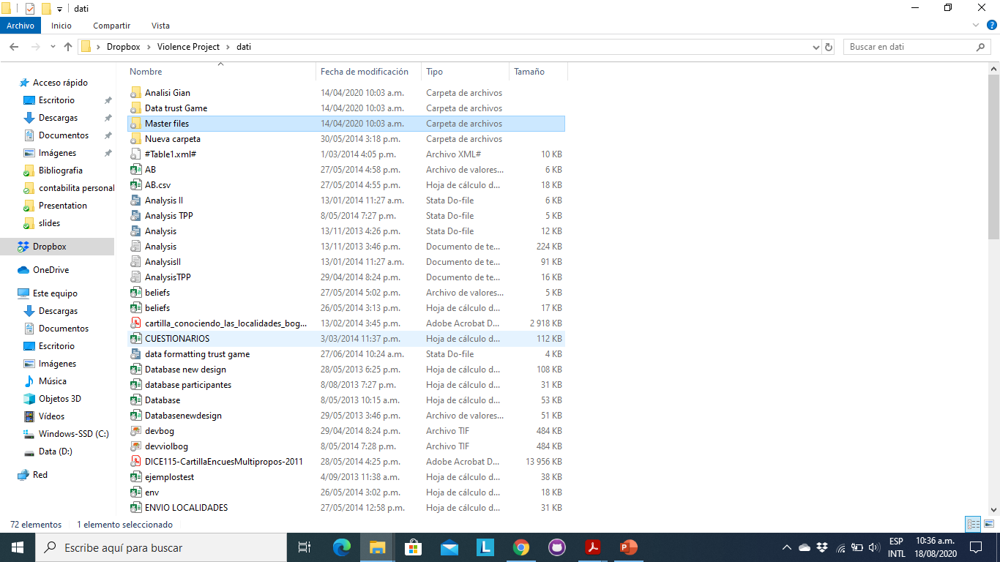 dati
Archivo Inicio Compartir Vista
Dropbox Violence Project dati Buscar en dati
Nombre Fecha de modificación Tipo Tamaño
Acceso rápido
Escritorio
Descargas
Documentos
Imágenes
Bibliografia
contabilita personal
Presentation
slides
Dropbox
OneDrive
Este equipo
Descargas
Documentos
Escritorio
Imágenes
Música
Objetos 3D
Vídeos
Windows-SSD (C:)
Data (D:)
Red
Analisi Gian 14/04/2020 10:03 a.m. Carpeta de archivos
Data trust Game 14/04/2020 10:03 a.m. Carpeta de archivos
Master files 14/04/2020 10:03 a.m. Carpeta de archivos
Nueva carpeta 30/05/2014 3:18 p.m. Carpeta de archivos
#Table1.xml# 1/03/2014 4:05 p.m. Archivo XML# 10 KB
AB 27/05/2014 4:58 p.m. Archivo de valores... 6 KB
AB.csv 27/05/2014 4:55 p.m. Hoja de cálculo d... 18 KB
Analysis II 13/01/2014 11:27 a.m. Stata Do-file 6 KB
Analysis TPP 8/05/2014 7:27 p.m. Stata Do-file 5 KB
Analysis 13/11/2013 4:26 p.m. Stata Do-file 12 KB
Analysis 13/11/2013 3:46 p.m. Documento de te... 224 KB
AnalysisII 13/01/2014 11:27 a.m. Documento de te... 91 KB
AnalysisTPP 29/04/2014 8:24 p.m. Documento de te... 16 KB
beliefs 27/05/2014 5:02 p.m. Archivo de valores... 5 KB
beliefs 26/05/2014 3:13 p.m. Hoja de cálculo d... 17 KB
cartilla_conociendo_las_localidades_bog... 13/02/2014 3:45 p.m. Adobe Acrobat D... 2 918 KB
CUESTIONARIOS 3/03/2014 11:37 p.m. Hoja de cálculo d... 112 KB
data formatting trust game 27/06/2014 10:24 a.m. Stata Do-file 4 KB
Database new design 28/05/2013 6:25 p.m. Hoja de cálculo d... 108 KB
database participantes 8/08/2013 7:27 p.m. Hoja de cálculo d... 31 KB
Database 8/05/2013 10:15 a.m. Hoja de cálculo d... 53 KB
Databasenewdesign 29/05/2013 3:46 p.m. Archivo de valores... 51 KB
devbog 29/04/2014 8:24 p.m. Archivo TIF 484 KB
devviolbog 8/05/2014 7:28 p.m. Archivo TIF 484 KB
DICE115-CartillaEncuesMultipropos-2011 28/05/2014 4:25 p.m. Adobe Acrobat D... 13 956 KB
ejemplostest 4/09/2013 11:38 a.m. Hoja de cálculo d... 38 KB
env 26/05/2014 3:02 p.m. Hoja de cálculo d... 18 KB
ENVIO LOCALIDADES 27/05/2014 12:58 p.m. Hoja de cálculo d... 31 KB
72 elementos 1 elemento seleccionado
Escribe aquí para buscar
L
ESP
INTL
10:36 a.m.
18/08/2020